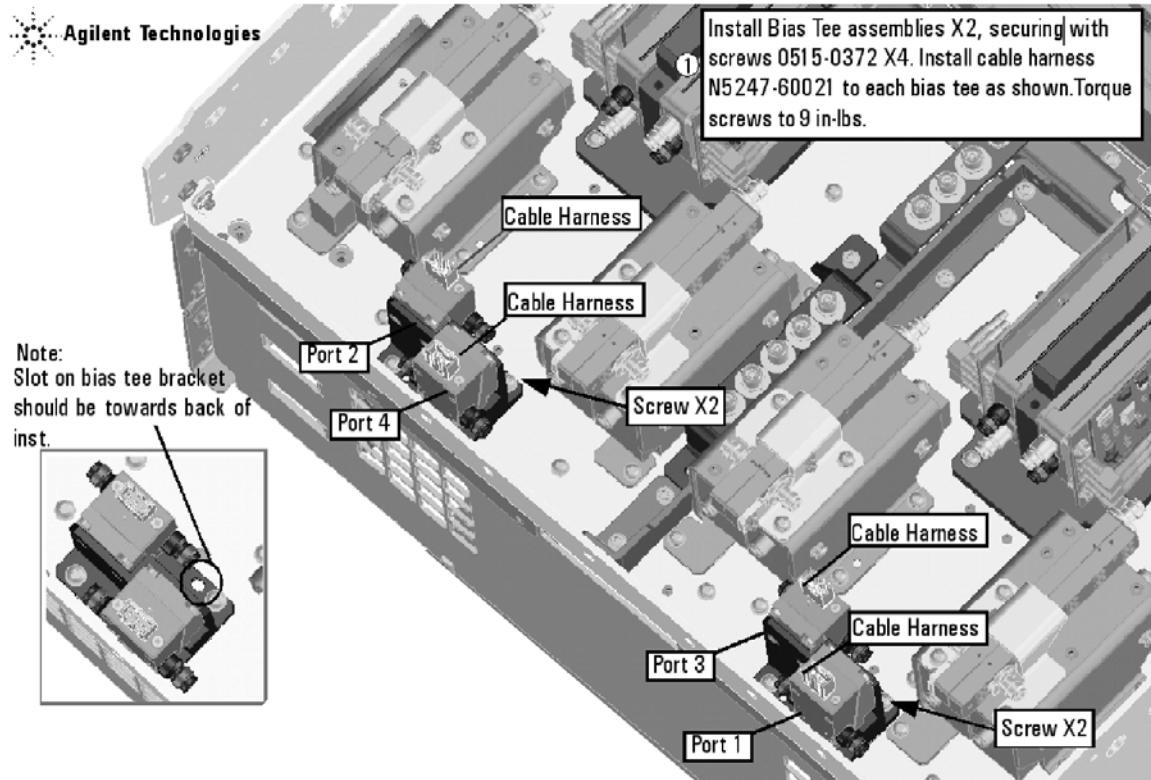 Agilent Technologies
① Install Bias Tee assemblies X2, securing with
screws 0515-0372 X4. Install cable harness
N5247-60021 to each bias tee as shown.Torque
screws to 9 in-lbs.
Cable Harness
Cable Harness
Port 2
Port 4
Screw X2
Note:
Slot on bias tee bracket
should be towards back of
inst.
Cable Harness
Cable Harness
Port 3
Port 1
Screw X2